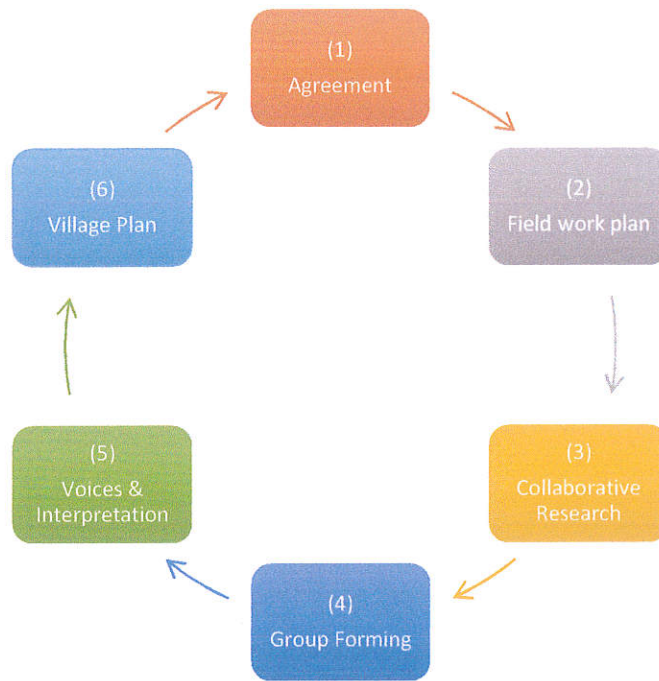 (1)
Agreement
(2)
Field work plan
(3)
Collaborative
Research
(4)
Group Forming
(5)
Voices &
Interpretation
(6)
Village Plan